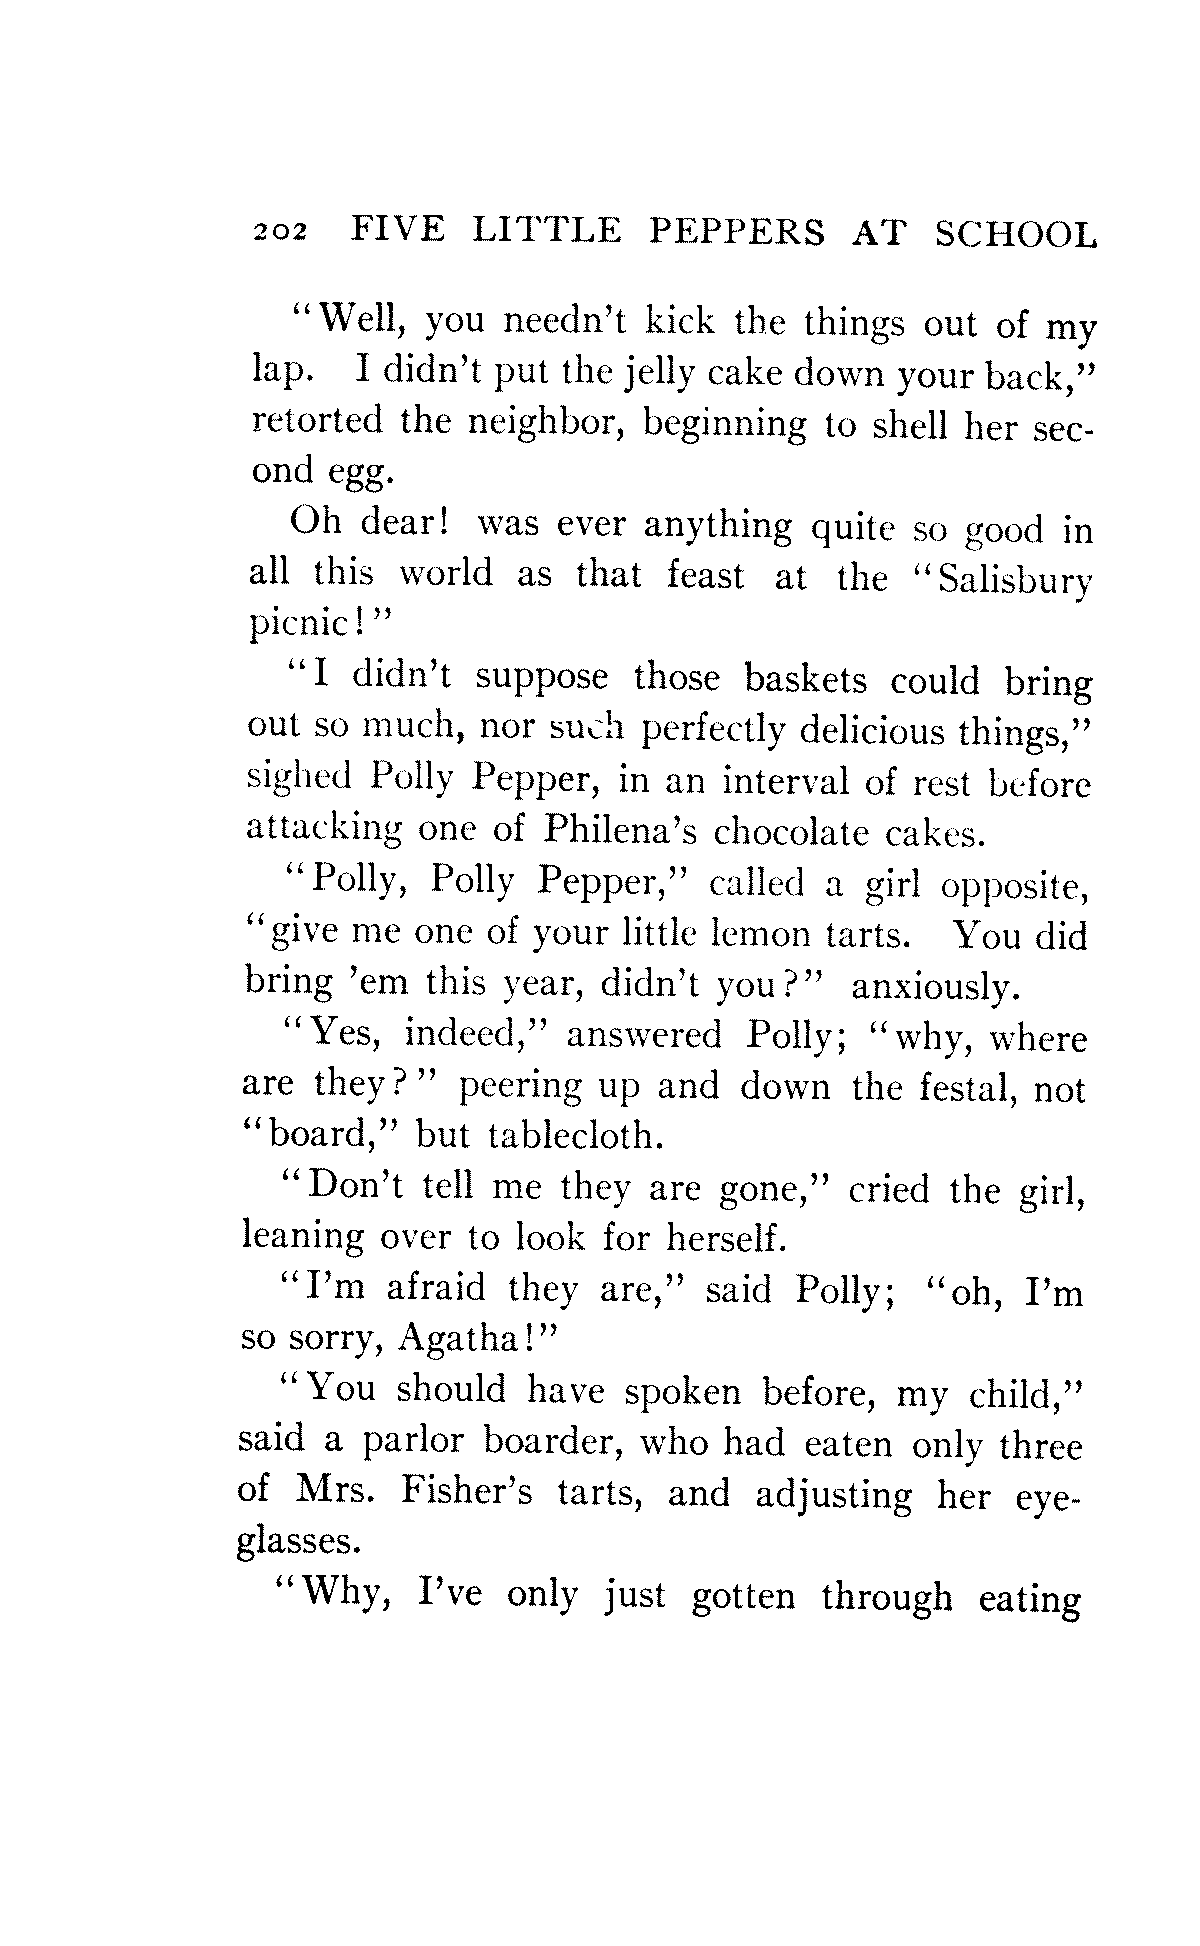 202 FIVE LITTLE PEPPERS AT SCHOOL
"Well, you needn't kick the things out of my
lap. I didn't put the jelly cake down your back,"
retorted the neighbor, beginning to shell her sec-
ond egg.
Oh dear! was ever anything quite so good in
all this world as that feast at the "Salisbury
picnic!"
"I didn't suppose those baskets could bring
out so much, nor such perfectly delicious things,"
sighed Polly Pepper, in an interval of rest before
attacking one of Philena's chocolate cakes.
"Polly, Polly Pepper," called a girl opposite,
"give me one of your little lemon tarts. You did
bring 'em this year, didn't you?" anxiously.
"Yes, indeed," answered Polly; "why, where
are they?" peering up and down the festal, not
"board," but tablecloth.
"Don't tell me they are gone," cried the girl,
leaning over to look for herself.
"I'm afraid they are," said Polly; "oh, I'm
so sorry, Agatha!"
"You should have spoken before, my child,"
said a parlor boarder, who had eaten only three
of Mrs. Fisher's tarts, and adjusting her eye-
glasses.
"Why, I've only just gotten through eating